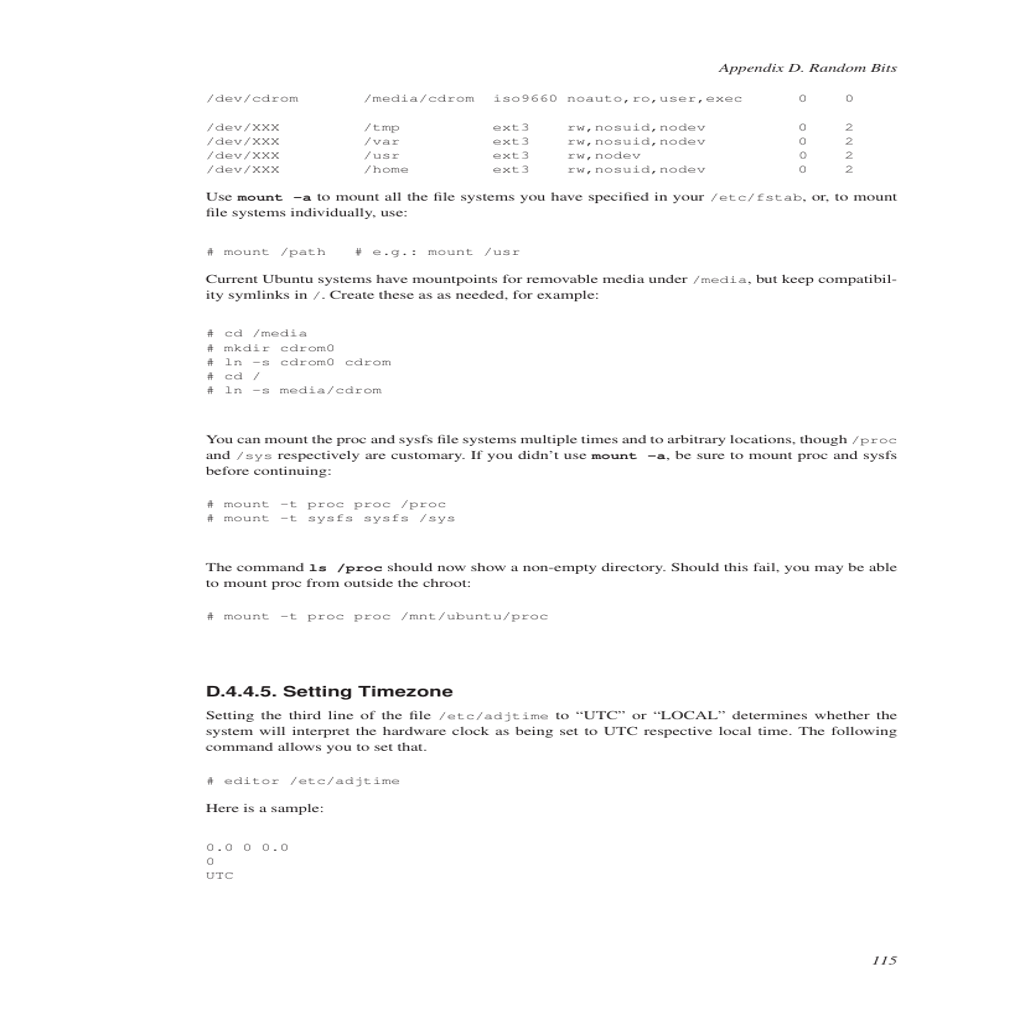 Appendix D. Random Bits
/dev/cdrom /media/cdrom iso9660 noauto,ro,user,exec 0 0
/dev/XXX /tmp ext3 rw,nosuid,nodev 0 2
/dev/XXX /var ext3 rw,nosuid,nodev 0 2
/dev/XXX /usr ext3 rw,nodev 0 2
/dev/XXX /home ext3 rw,nosuid,nodev 0 2
Use mount -a to mount all the file systems you have specified in your /etc/fstab, or, to mount
file systems individually, use:
# mount /path # e.g.: mount /usr
Current Ubuntu systems have mountpoints for removable media under /media, but keep compatibil-
ity symlinks in /. Create these as as needed, for example:
# cd /media
# mkdir cdrom0
# ln -s cdrom0 cdrom
# cd /
# ln -s media/cdrom
You can mount the proc and sysfs file systems multiple times and to arbitrary locations, though /proc
and /sys respectively are customary. If you didn’t use mount -a, be sure to mount proc and sysfs
before continuing:
# mount -t proc proc /proc
# mount -t sysfs sysfs /sys
The command ls /proc should now show a non-empty directory. Should this fail, you may be able
to mount proc from outside the chroot:
# mount -t proc proc /mnt/ubuntu/proc
D.4.4.5. Setting Timezone
Setting the third line of the file /etc/adjtime to “UTC” or “LOCAL” determines whether the
system will interpret the hardware clock as being set to UTC respective local time. The following
command allows you to set that.
# editor /etc/adjtime
Here is a sample:
0.0 0 0.0
0
UTC
115